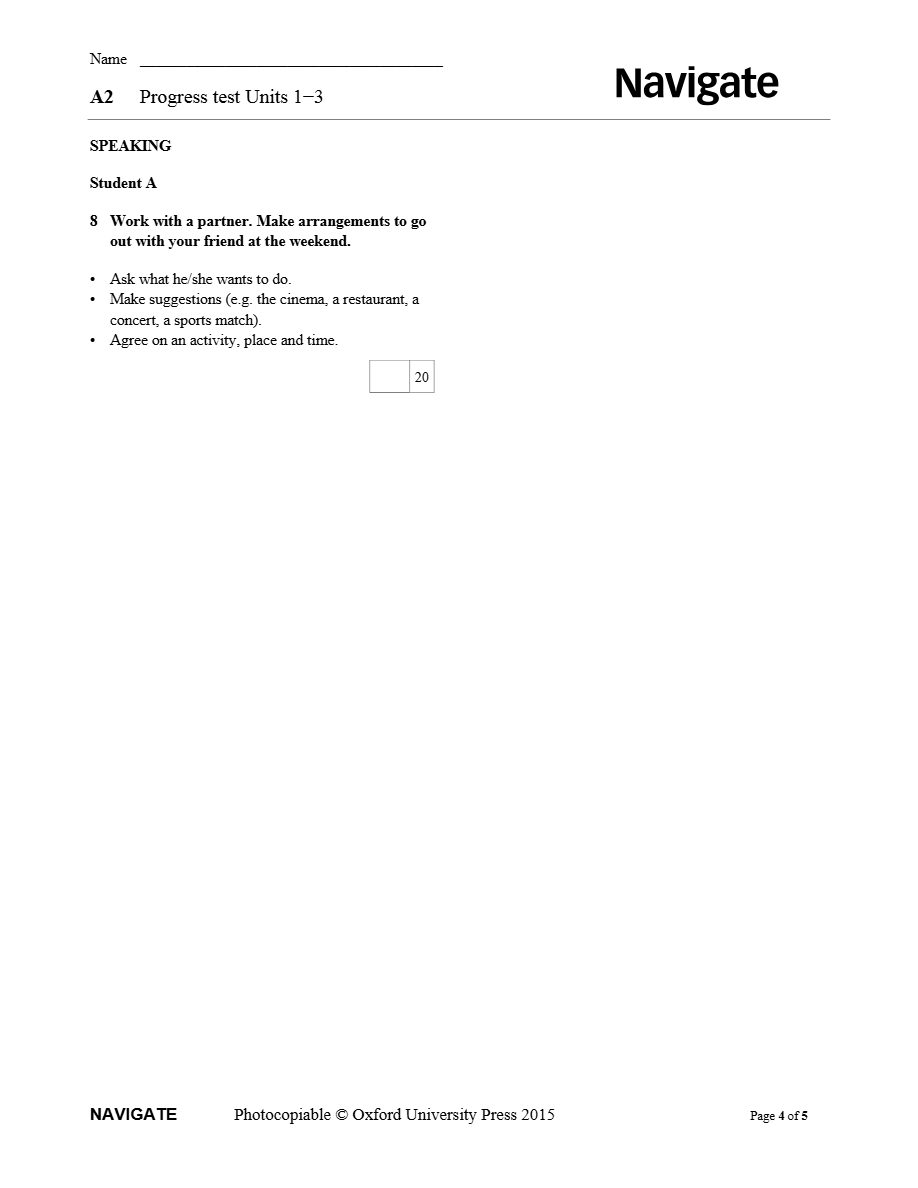 Name ______________________________________
Navigate
A2 Progress test Units 1−3
SPEAKING
Student A
8 Work with a partner. Make arrangements to go
out with your friend at the weekend.
• Ask what he/she wants to do.
• Make suggestions (e.g. the cinema, a restaurant, a
concert, a sports match).
• Agree on an activity, place and time.
20
NAVIGATE Photocopiable © Oxford University Press 2015 Page 4 of 5